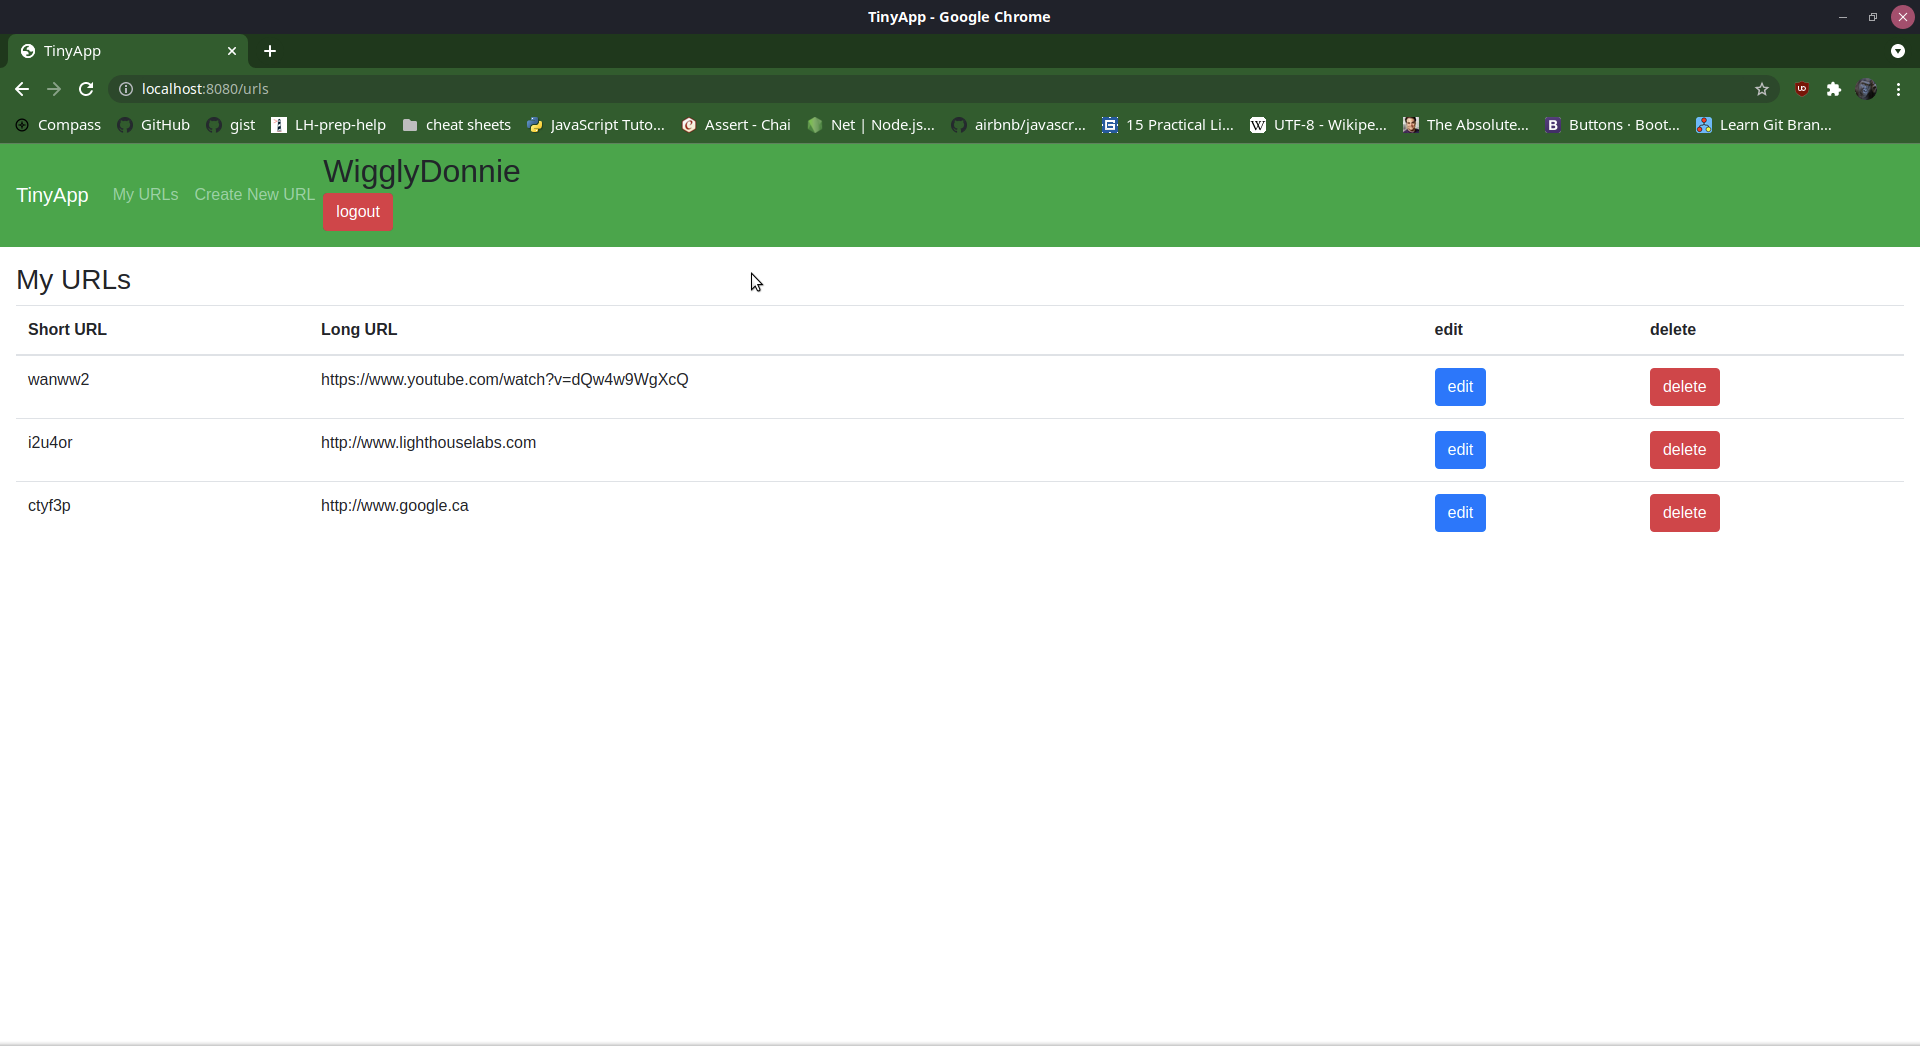 TinyApp - Google Chrome
TinyApp
localhost:8080/urls
Compass GitHub gist LH-prep-help cheat sheets JavaScript Tuto... Assert - Chai Net | Node.js... airbnb/javascr... 15 Practical Li... UTF-8 - Wikipe... The Absolute... Buttons · Boot... Learn Git Bran...
TinyApp My URLs Create New URL
WigglyDonnie
logout
My URLs
Short URL Long URL edit delete
wanww2 https://www.youtube.com/watch?v=dQw4w9WgXcQ edit delete
i2u4or http://www.lighthouselabs.com edit delete
ctyf3p http://www.google.ca edit delete